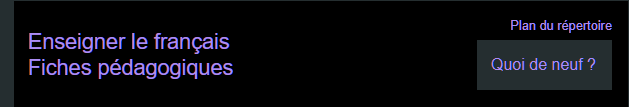 Enseigner le français
Fiches pédagogiques
Plan du répertoire
Quoi de neuf ?